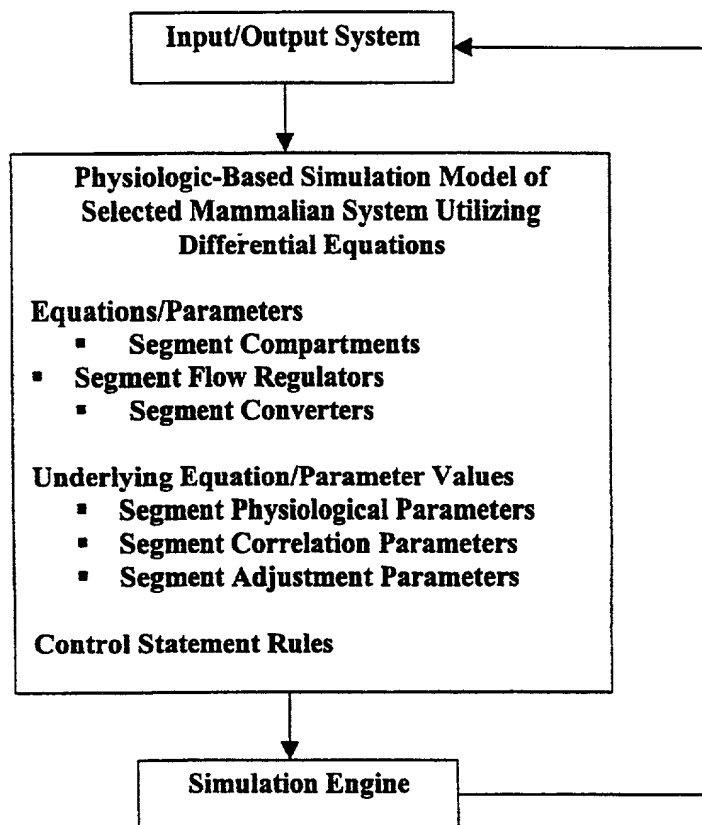 Input/Output System
Physiologic-Based Simulation Model of
Selected Mammalian System Utilizing
Differential Equations
Equations/Parameters
▪ Segment Compartments
▪ Segment Flow Regulators
▪ Segment Converters
Underlying Equation/Parameter Values
▪ Segment Physiological Parameters
▪ Segment Correlation Parameters
▪ Segment Adjustment Parameters
Control Statement Rules
Simulation Engine